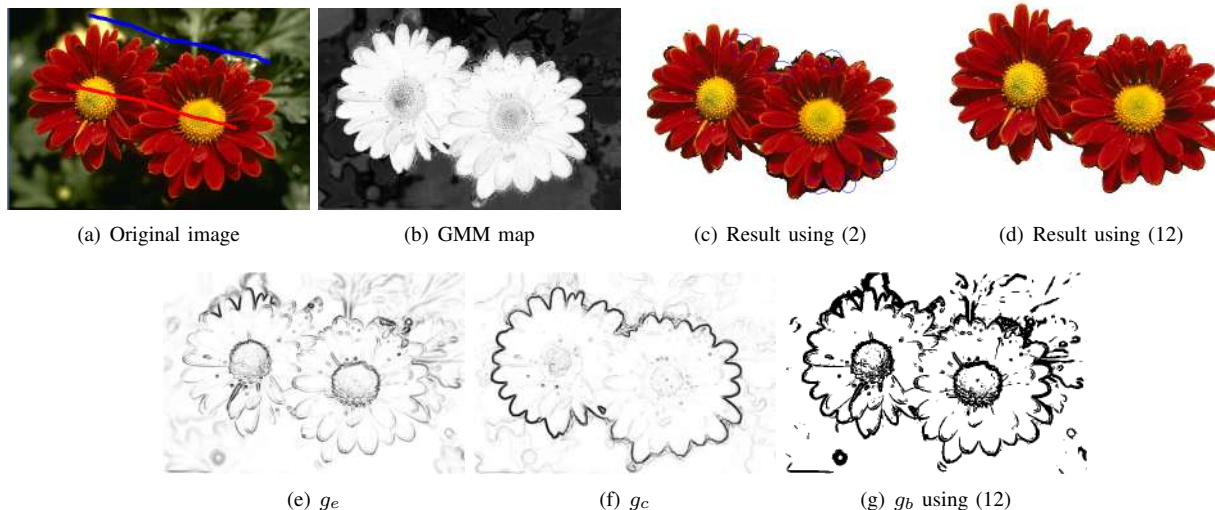 (a) Original image
(b) GMM map
(c) Result using (2)
(d) Result using (12)
(e) g_e
(f) g_c
(g) g_b using (12)